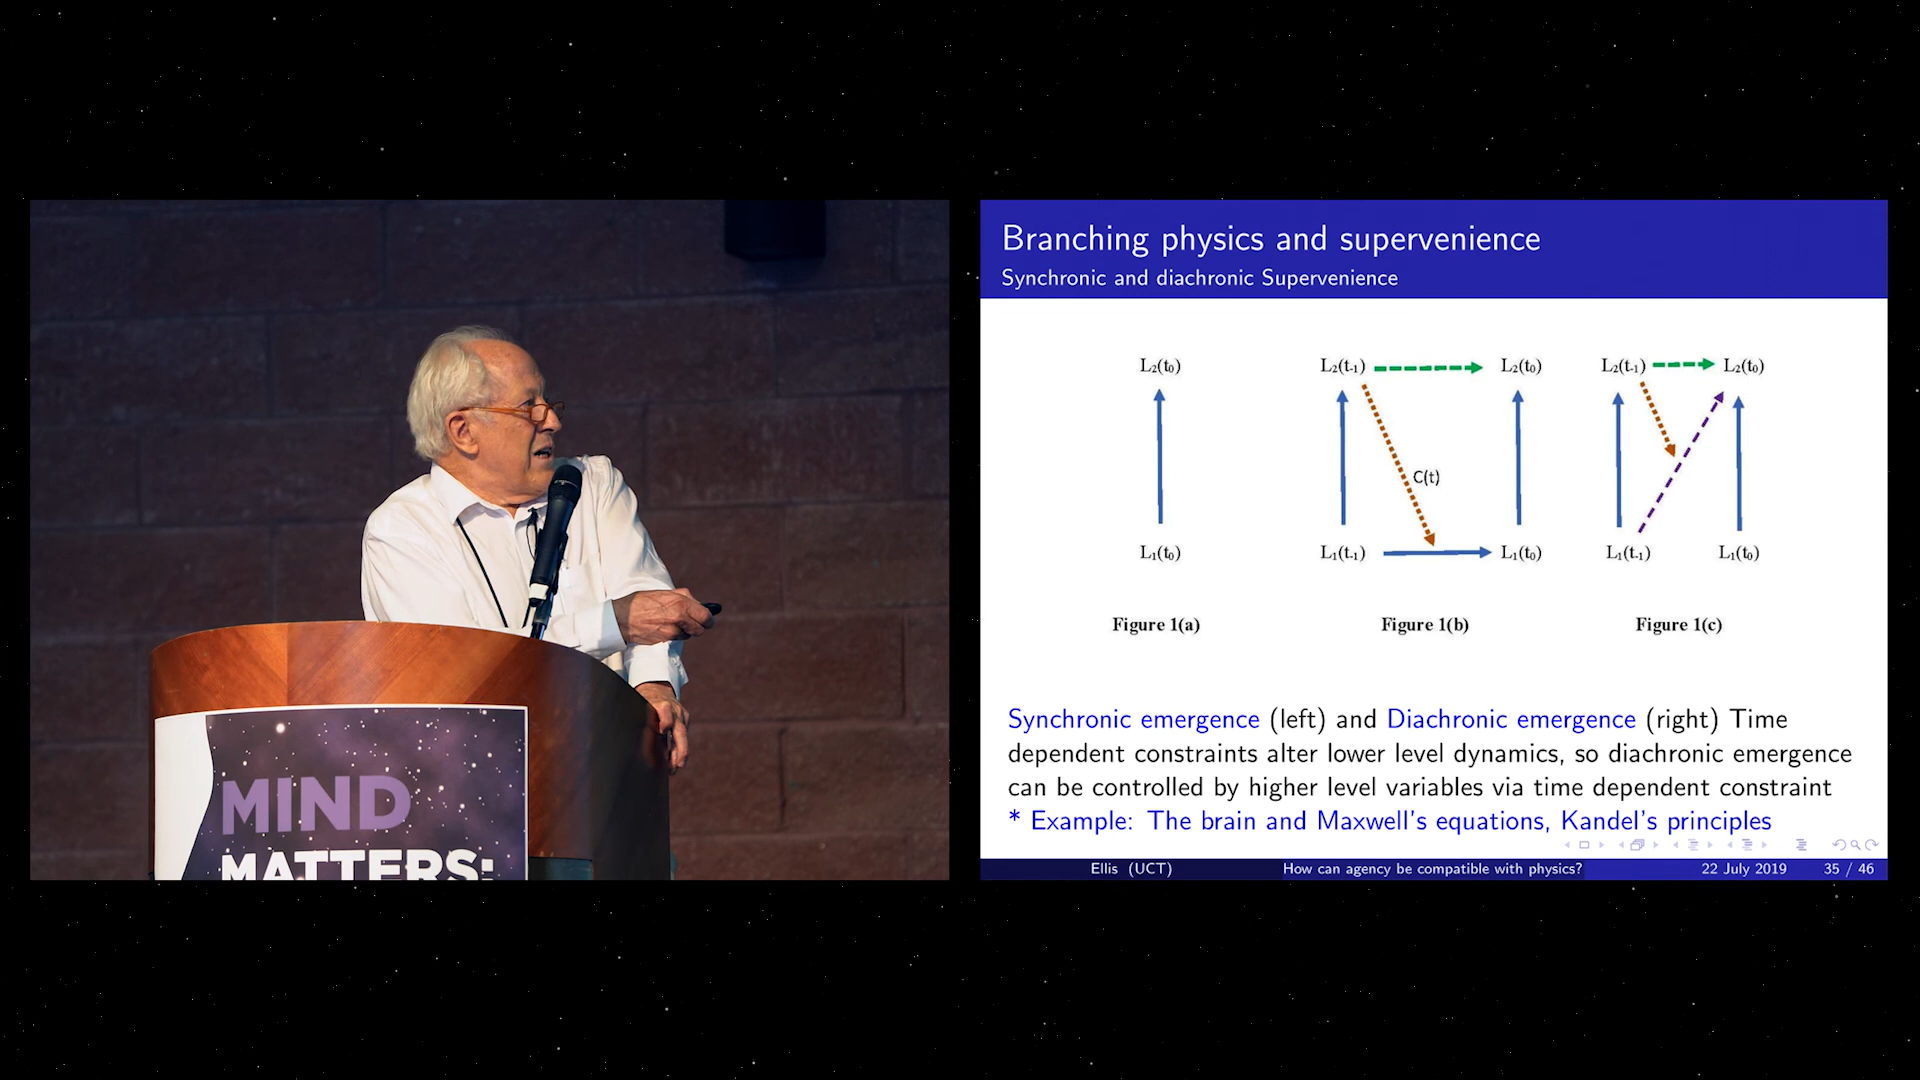 MIND
MATTERS:
Branching physics and supervenience
Synchronic and diachronic Supervenience
L₂(t₀) L₂(t₋₁) L₂(t₀) L₂(t₋₁) L₂(t₀)
C(t)
L₁(t₀) L₁(t₋₁) L₁(t₀) L₁(t₋₁) L₁(t₀)
Figure 1(a) Figure 1(b) Figure 1(c)
Synchronic emergence (left) and Diachronic emergence (right) Time
dependent constraints alter lower level dynamics, so diachronic emergence
can be controlled by higher level variables via time dependent constraint
* Example: The brain and Maxwell's equations, Kandel's principles
Ellis (UCT) How can agency be compatible with physics? 22 July 2019 35 / 46